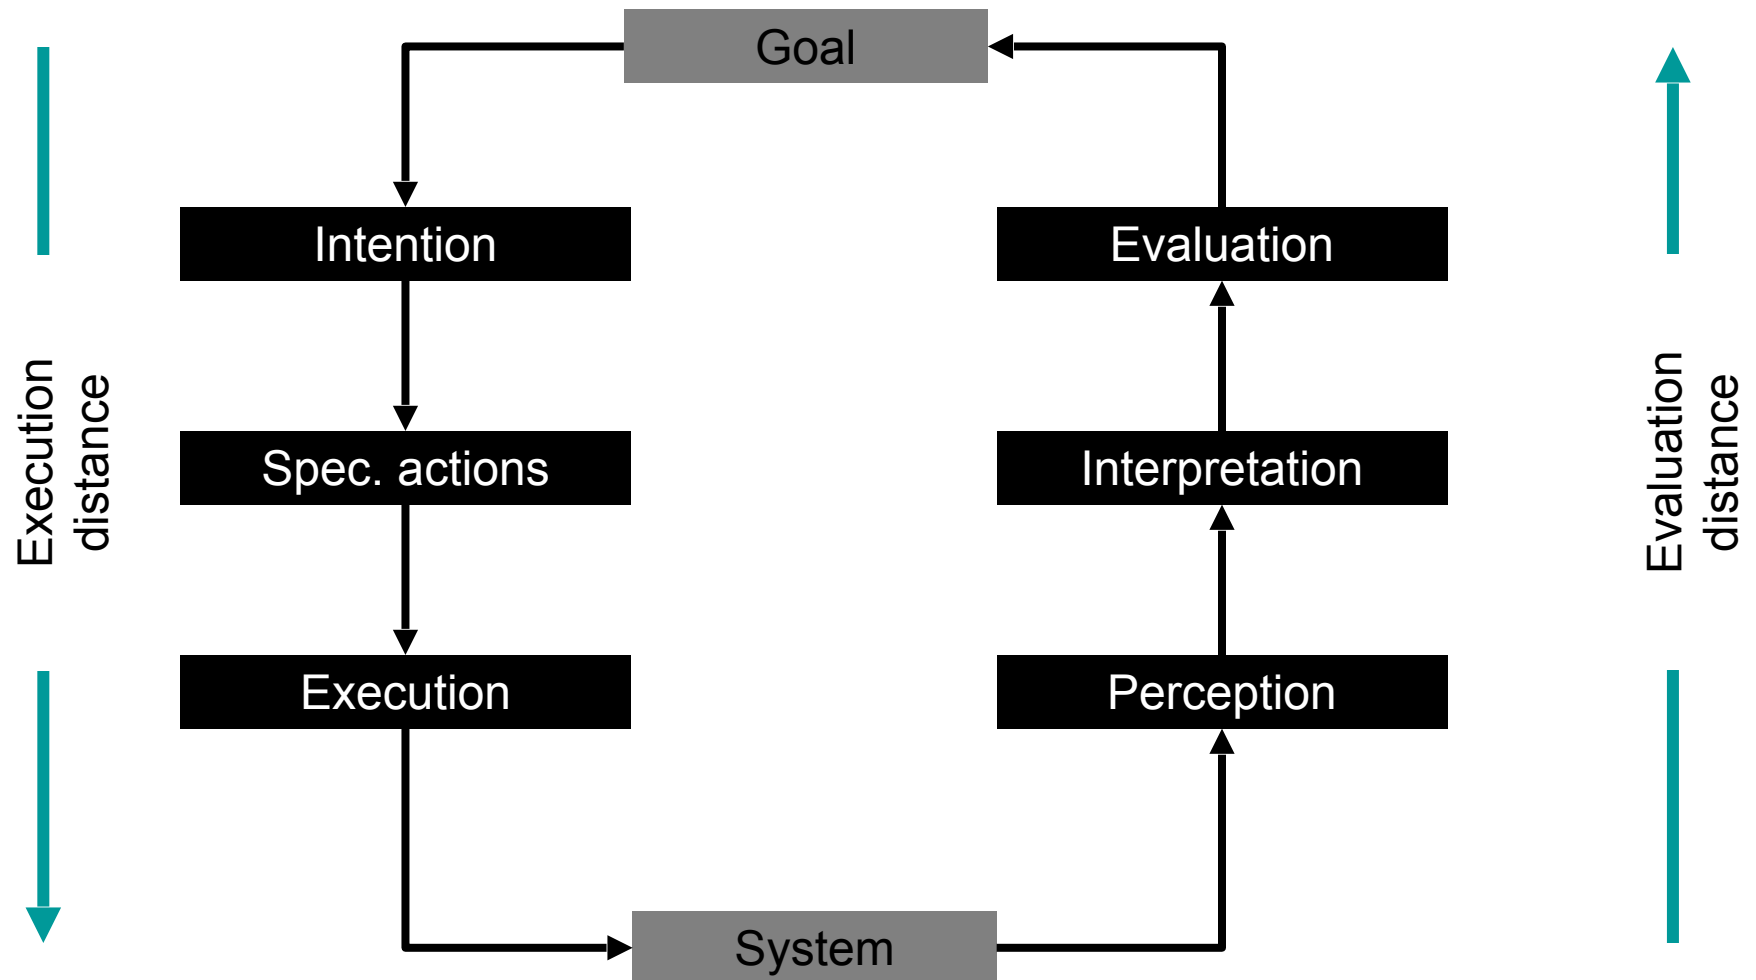 Goal
Intention
Evaluation
Execution
distance
Spec. actions
Interpretation
Evaluation
distance
Execution
Perception
System